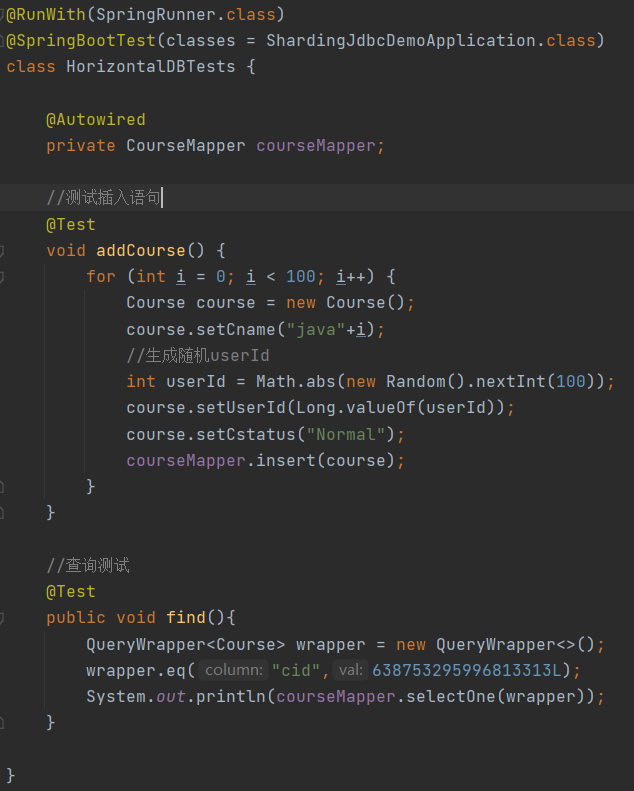 @RunWith(SpringRunner.class)
@SpringBootTest(classes = ShardingJdbcDemoApplication.class)
class HorizontalDBTests {
@Autowired
private CourseMapper courseMapper;
//测试插入语句
@Test
void addCourse() {
for (int i = 0; i < 100; i++) {
Course course = new Course();
course.setCname("java"+i);
//生成随机userId
int userId = Math.abs(new Random().nextInt(100));
course.setUserId(Long.valueOf(userId));
course.setCstatus("Normal");
courseMapper.insert(course);
}
}
//查询测试
@Test
public void find(){
QueryWrapper<Course> wrapper = new QueryWrapper<>();
wrapper.eq( column: "cid", val: 638753295996813313L);
System.out.println(courseMapper.selectOne(wrapper));
}
}